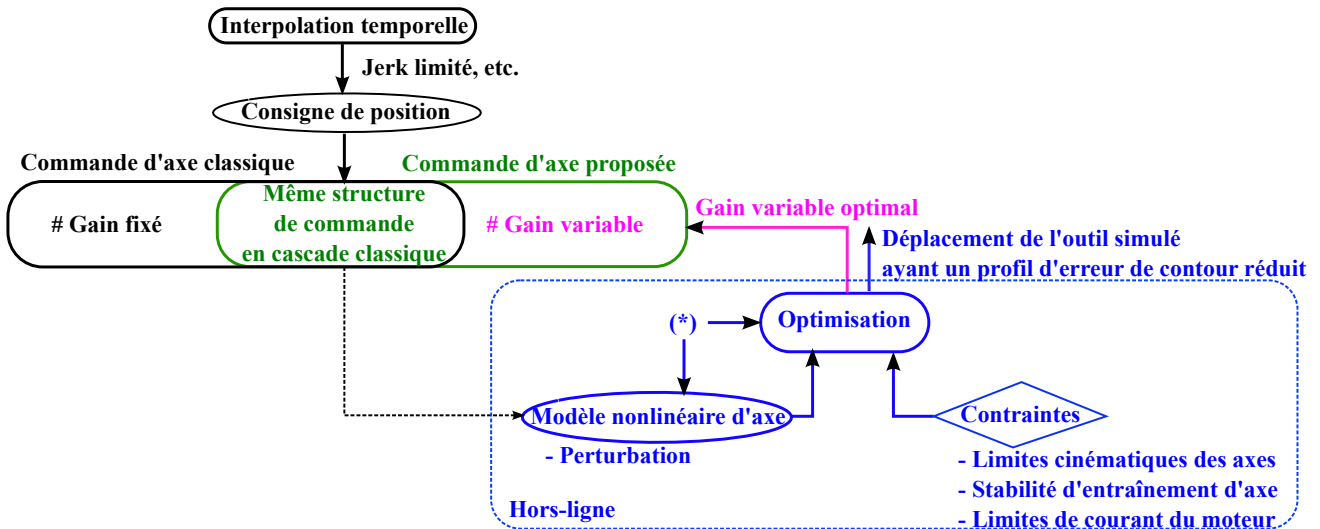 Interpolation temporelle
Jerk limité, etc.
Consigne de position
Commande d'axe classique
Commande d'axe proposée
# Gain fixé
Même structure
de commande
en cascade classique
# Gain variable
Gain variable optimal
Déplacement de l'outil simulé
ayant un profil d'erreur de contour réduit
(*)
Optimisation
Modèle nonlinéaire d'axe
- Perturbation
Contraintes
- Limites cinématiques des axes
- Stabilité d'entraînement d'axe
- Limites de courant du moteur
Hors-ligne